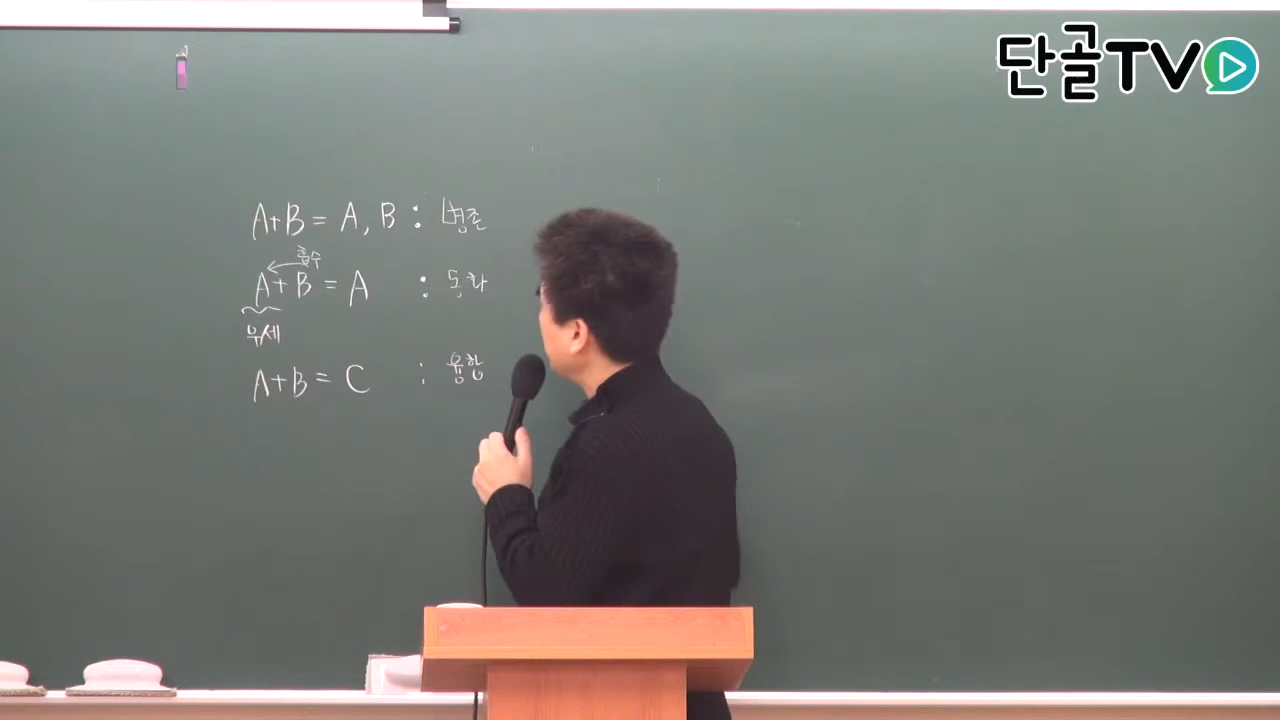 단골TV
A+B = A, B : 병존
흡수
A+B = A : 동화
우세
A+B = C : 융합